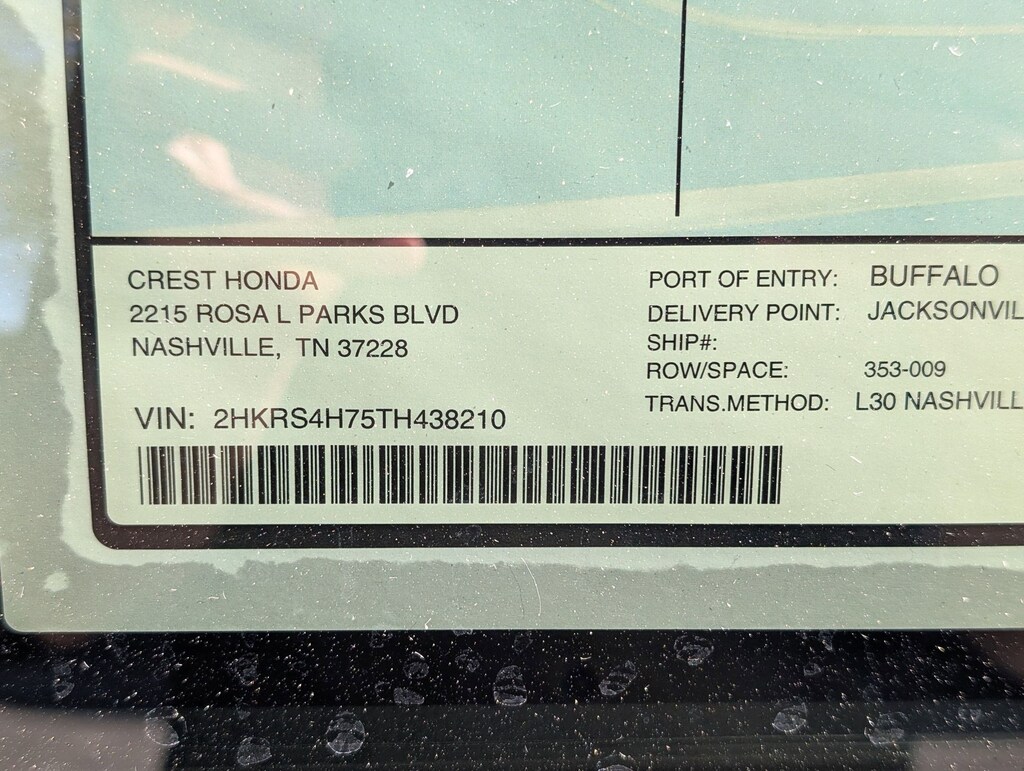 CREST HONDA
2215 ROSA L PARKS BLVD
NASHVILLE, TN 37228
VIN: 2HKRS4H75TH438210
PORT OF ENTRY: BUFFALO
DELIVERY POINT: JACKSONVIL
SHIP#:
ROW/SPACE: 353-009
TRANS.METHOD: L30 NASHVILL